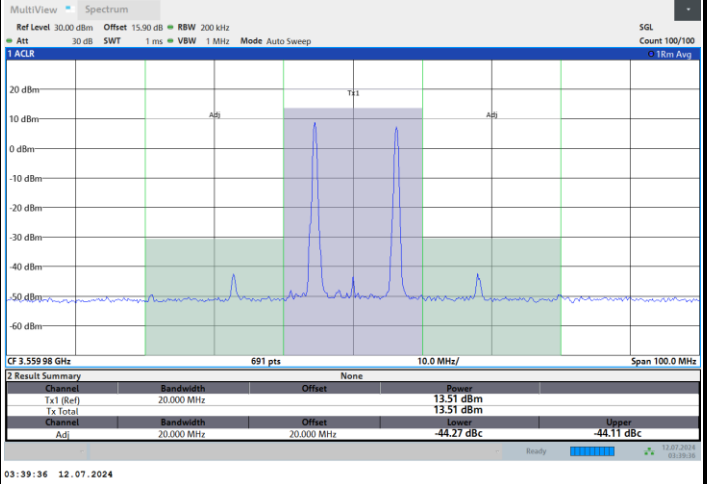 MultiView Spectrum
Ref Level 30.00 dBm Offset 15.90 dB RBW 200 kHz SGL
Att 30 dB SWT 1 ms VBW 1 MHz Mode Auto Sweep Count 100/100
1 ACLR 1Rm Avg
Tx1
Adj Adj
20 dBm
10 dBm
0 dBm
-10 dBm
-20 dBm
-30 dBm
-40 dBm
-50 dBm
-60 dBm
CF 3.559 98 GHz 691 pts 10.0 MHz/ Span 100.0 MHz
2 Result Summary None
Channel Bandwidth Offset Power
Tx1 (Ref) 20.000 MHz 13.51 dBm
Tx Total 13.51 dBm
Channel Bandwidth Offset Lower Upper
Adj 20.000 MHz 20.000 MHz -44.27 dBc -44.11 dBc
Ready 12.07.2024
03:39:36
03:39:36 12.07.2024